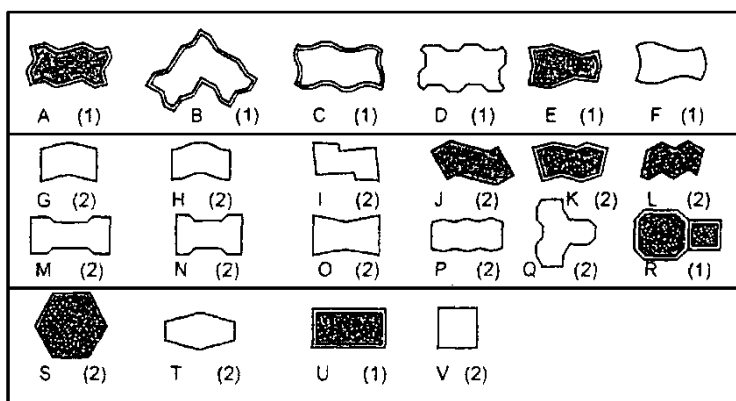 A (1) B (1) C (1) D (1) E (1) F (1)
G (2) H (2) I (2) J (2) K (2) L (2)
M (2) N (2) O (2) P (2) Q (2) R (1)
S (2) T (2) U (1) V (2)